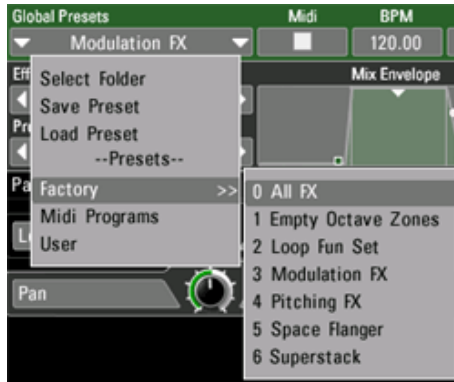 Global Presets Midi BPM
Modulation FX 120.00
Mix Envelope
Select Folder
Save Preset
Load Preset
--Presets--
Factory >>
Midi Programs
User
0 All FX
1 Empty Octave Zones
2 Loop Fun Set
3 Modulation FX
4 Pitching FX
5 Space Flanger
6 Superstack
Pan